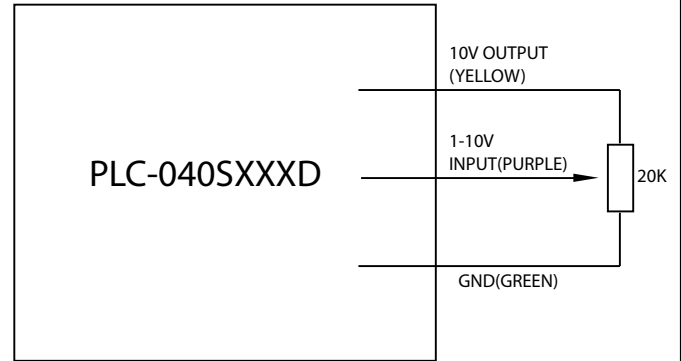 10V OUTPUT
(YELLOW)
1-10V
INPUT(PURPLE)
PLC-040SXXXD
20K
GND(GREEN)